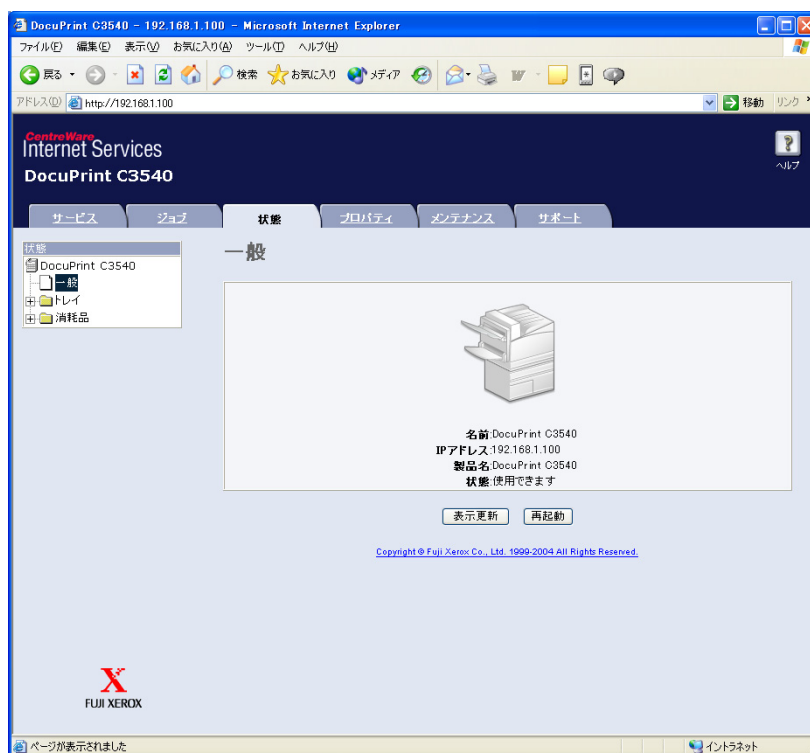 DocuPrint C3540 - 192.168.1.100 - Microsoft Internet Explorer
ファイル(F) 編集(E) 表示(V) お気に入り(A) ツール(T) ヘルプ(H)
戻る 検索 お気に入り メディア
アドレス(D) http://192.168.1.100 移動 リンク
CentreWare
Internet Services
DocuPrint C3540
ヘルプ
サービス ジョブ 状態 プロパティ メンテナンス サポート
状態
DocuPrint C3540
一般
トレイ
消耗品
一般
名前:DocuPrint C3540
IPアドレス:192.168.1.100
製品名:DocuPrint C3540
状態:使用できます
表示更新 再起動
Copyright © Fuji Xerox Co., Ltd. 1999-2004 All Rights Reserved.
X
FUJI XEROX
ページが表示されました イントラネット